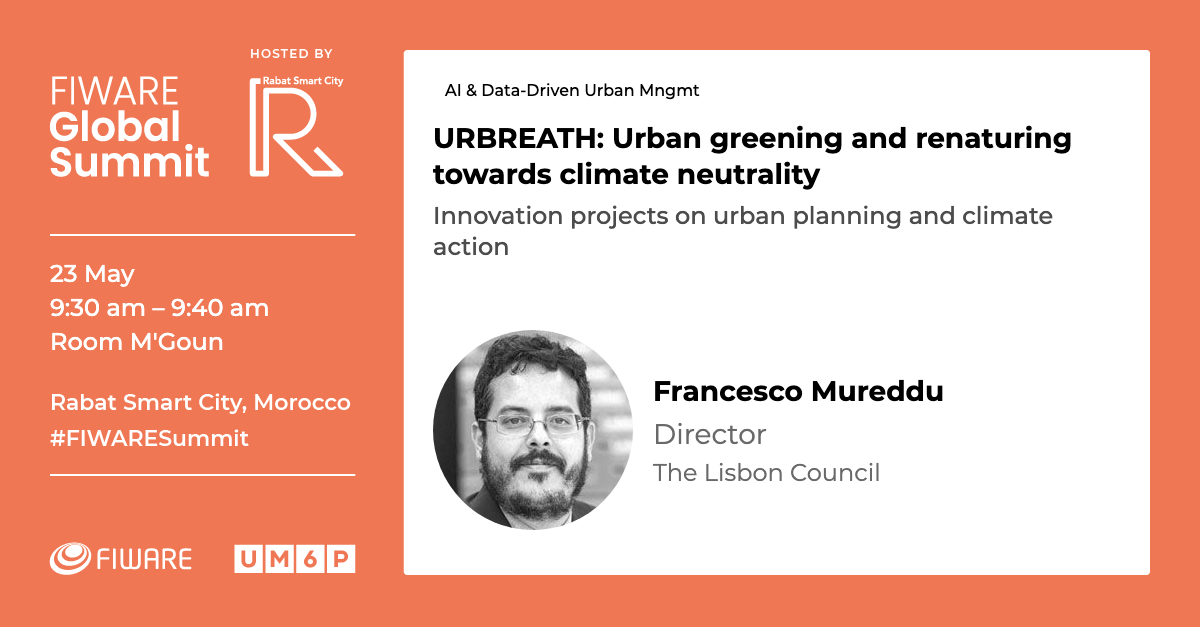 HOSTED BY
FIWARE
Global
Summit
Rabat Smart City
R
23 May
9:30 am – 9:40 am
Room M'Goun
Rabat Smart City, Morocco
#FIWARESummit
FIWARE
UM6P
AI & Data-Driven Urban Mngmt
URBREATH: Urban greening and renaturing
towards climate neutrality
Innovation projects on urban planning and climate
action
Francesco Mureddu
Director
The Lisbon Council